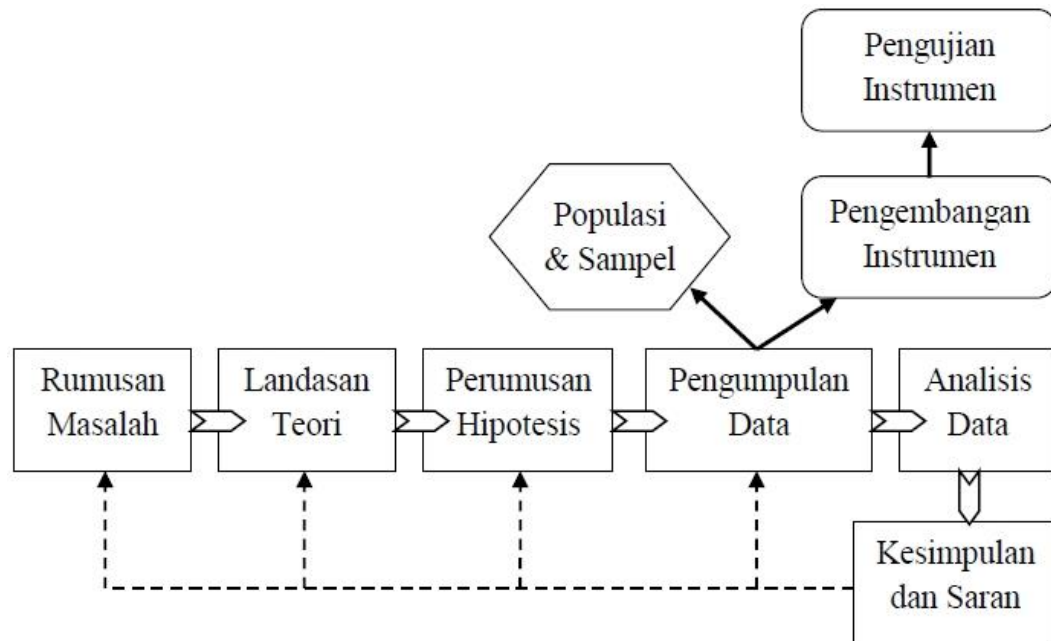 Pengujian
Instrumen
Populasi
& Sampel
Pengembangan
Instrumen
Rumusan
Masalah
Landasan
Teori
Perumusan
Hipotesis
Pengumpulan
Data
Analisis
Data
Kesimpulan
dan Saran